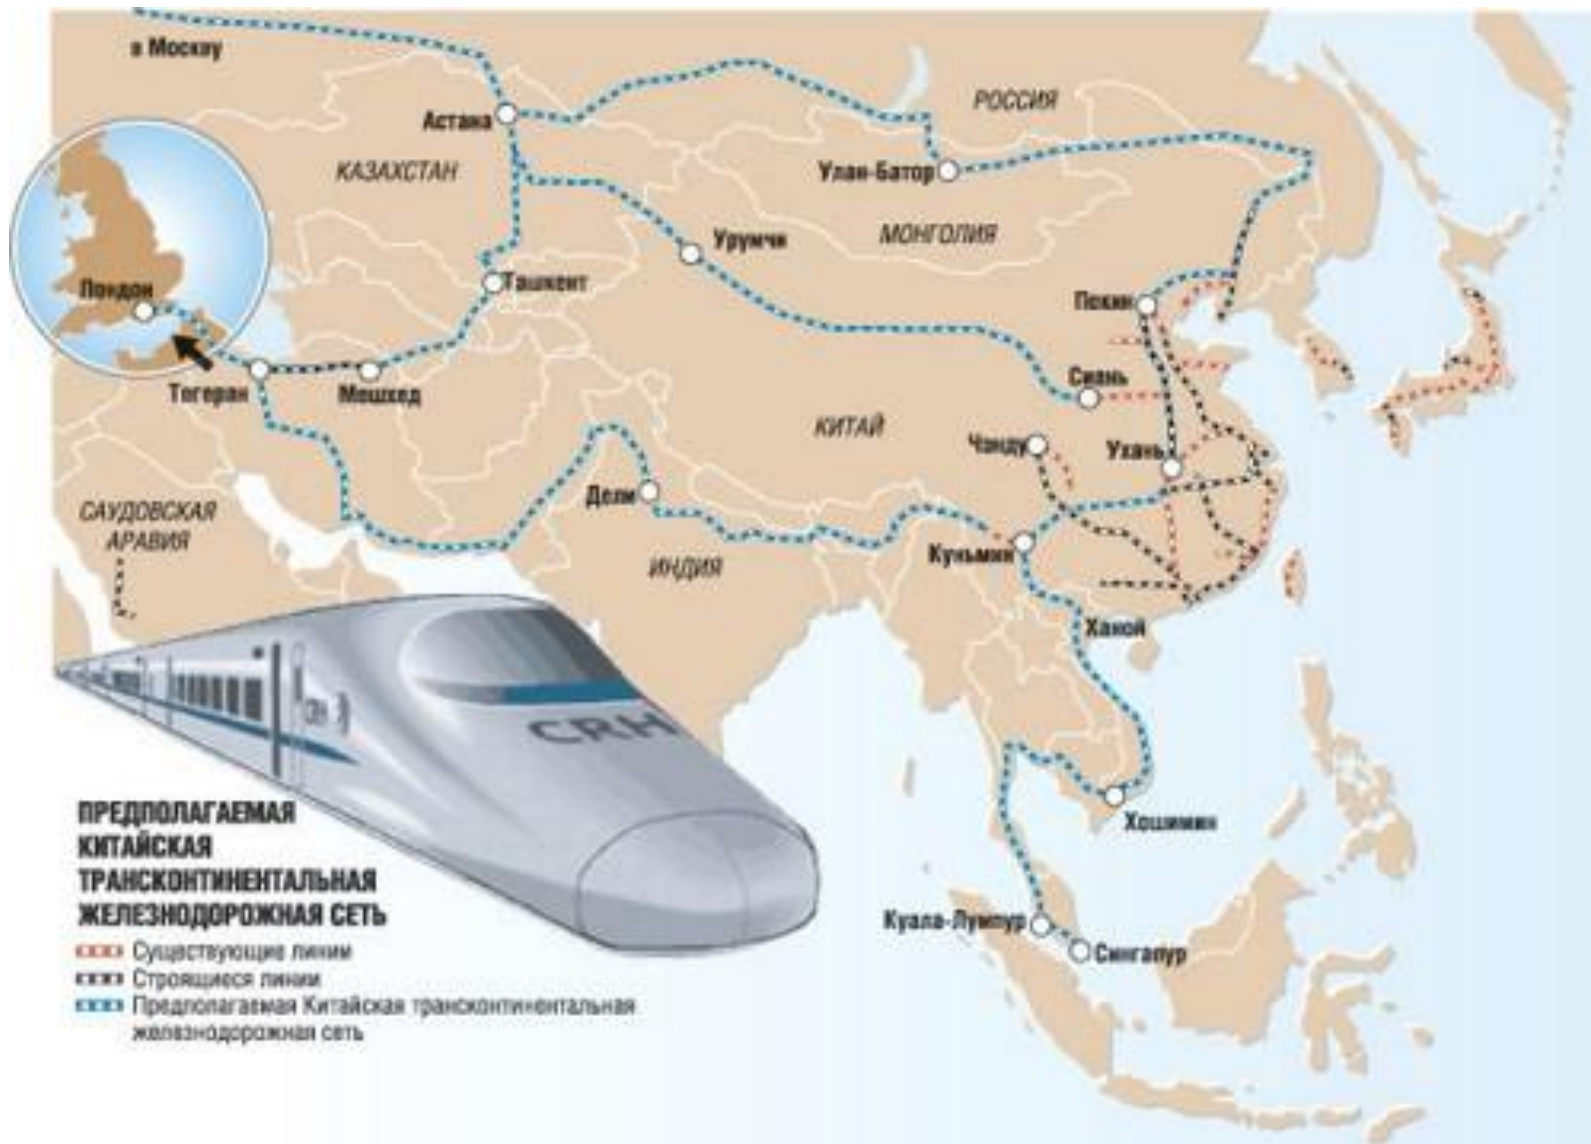 в Москву
РОССИЯ
Астана
КАЗАХСТАН
Улан-Батор
МОНГОЛИЯ
Урумчи
Лондон
Ташкент
Пекин
Тегеран
Мешхед
Сиань
КИТАЙ
Чэнду
Ухань
Дели
САУДОВСКАЯ
АРАВИЯ
Куньмин
ИНДИЯ
Ханой
CRH
Хошимин
ПРЕДПОЛАГАЕМАЯ
КИТАЙСКАЯ
ТРАНСКОНТИНЕНТАЛЬНАЯ
ЖЕЛЕЗНОДОРОЖНАЯ СЕТЬ
Куала-Лумпур
Сингапур
Существующие линии
Строящиеся линии
Предполагаемая Китайская трансконтинентальная
железнодорожная сеть